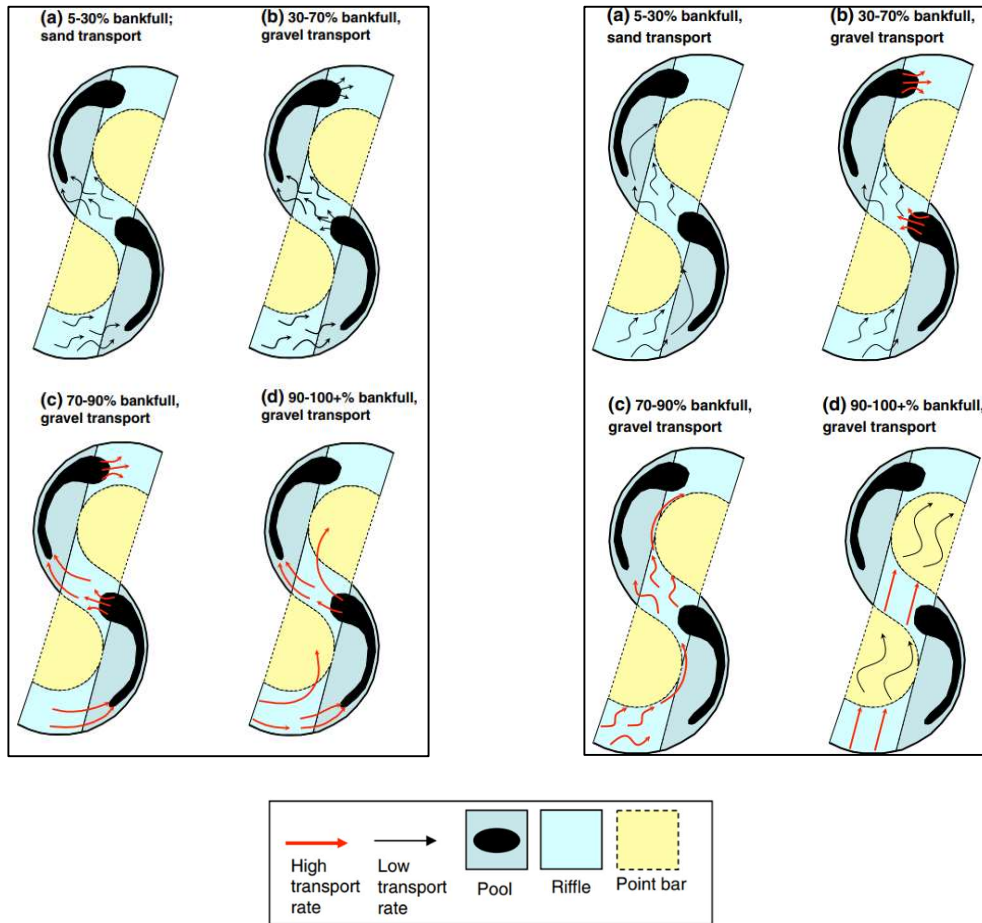 (a) 5-30% bankfull;
sand transport
(b) 30-70% bankfull,
gravel transport
(c) 70-90% bankfull,
gravel transport
(d) 90-100+% bankfull,
gravel transport
(a) 5-30% bankfull,
sand transport
(b) 30-70% bankfull,
gravel transport
(c) 70-90% bankfull,
gravel transport
(d) 90-100+% bankfull,
gravel transport
High
transport
rate
Low
transport
rate
Pool
Riffle
Point bar